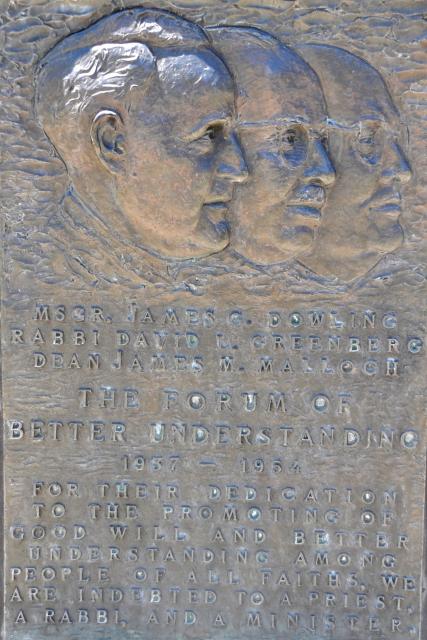 MSGR. JAMES G. DOWLING
RABBI DAVID L. GREENBERG
DEAN JAMES M. MALLOCH
THE FORUM OF
BETTER UNDERSTANDING
1937 — 1954
FOR THEIR DEDICATION
TO THE PROMOTING OF
GOOD WILL AND BETTER
UNDERSTANDING AMONG
PEOPLE OF ALL FAITHS, WE
ARE INDEBTED TO A PRIEST,
A RABBI, AND A MINISTER.